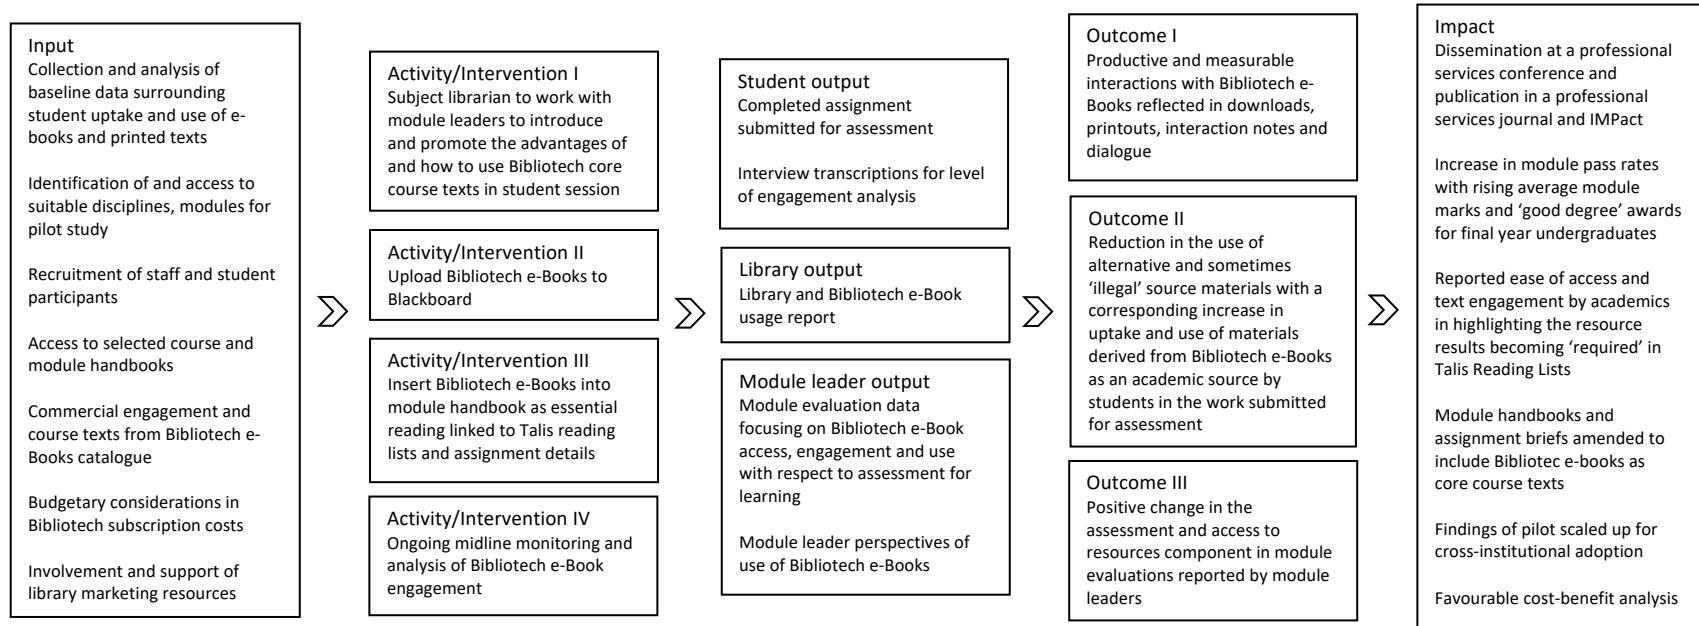 Input
Collection and analysis of
baseline data surrounding
student uptake and use of e-
books and printed texts
Identification of and access to
suitable disciplines, modules for
pilot study
Recruitment of staff and student
participants
Access to selected course and
module handbooks
Commercial engagement and
course texts from Bibliotech e-
Books catalogue
Budgetary considerations in
Bibliotech subscription costs
Involvement and support of
library marketing resources
Activity/Intervention I
Subject librarian to work with
module leaders to introduce
and promote the advantages of
and how to use Bibliotech core
course texts in student session
Activity/Intervention II
Upload Bibliotech e-Books to
Blackboard
Activity/Intervention III
Insert Bibliotech e-Books into
module handbook as essential
reading linked to Talis reading
lists and assignment details
Activity/Intervention IV
Ongoing midline monitoring and
analysis of Bibliotech e-Book
engagement
Student output
Completed assignment
submitted for assessment
Interview transcriptions for level
of engagement analysis
Library output
Library and Bibliotech e-Book
usage report
Module leader output
Module evaluation data
focusing on Bibliotech e-Book
access, engagement and use
with respect to assessment for
learning
Module leader perspectives of
use of Bibliotech e-Books
Outcome I
Productive and measurable
interactions with Bibliotech e-
Books reflected in downloads,
printouts, interaction notes and
dialogue
Outcome II
Reduction in the use of
alternative and sometimes
‘illegal’ source materials with a
corresponding increase in
uptake and use of materials
derived from Bibliotech e-Books
as an academic source by
students in the work submitted
for assessment
Outcome III
Positive change in the
assessment and access to
resources component in module
evaluations reported by module
leaders
Impact
Dissemination at a professional
services conference and
publication in a professional
services journal and IMPact
Increase in module pass rates
with rising average module
marks and ‘good degree’ awards
for final year undergraduates
Reported ease of access and
text engagement by academics
in highlighting the resource
results becoming ‘required’ in
Talis Reading Lists
Module handbooks and
assignment briefs amended to
include Bibliotec e-books as
core course texts
Findings of pilot scaled up for
cross-institutional adoption
Favourable cost-benefit analysis